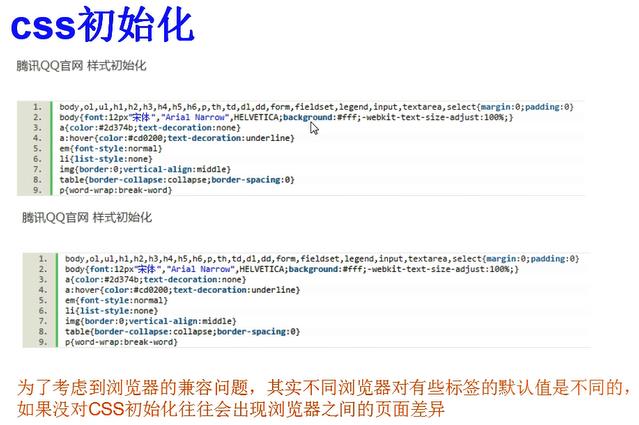 css初始化
腾讯QQ官网 样式初始化
1. body,ol,ul,h1,h2,h3,h4,h5,h6,p,th,td,dl,dd,form,fieldset,legend,input,textarea,select{margin:0;padding:0}
2. body{font:12px"宋体","Arial Narrow",HELVETICA;background:#fff;-webkit-text-size-adjust:100%;}
3. a{color:#2d374b;text-decoration:none}
4. a:hover{color:#cd0200;text-decoration:underline}
5. em{font-style:normal}
6. li{list-style:none}
7. img{border:0;vertical-align:middle}
8. table{border-collapse:collapse;border-spacing:0}
9. p{word-wrap:break-word}
腾讯QQ官网 样式初始化
1. body,ol,ul,h1,h2,h3,h4,h5,h6,p,th,td,dl,dd,form,fieldset,legend,input,textarea,select{margin:0;padding:0}
2. body{font:12px"宋体","Arial Narrow",HELVETICA;background:#fff;-webkit-text-size-adjust:100%;}
3. a{color:#2d374b;text-decoration:none}
4. a:hover{color:#cd0200;text-decoration:underline}
5. em{font-style:normal}
6. li{list-style:none}
7. img{border:0;vertical-align:middle}
8. table{border-collapse:collapse;border-spacing:0}
9. p{word-wrap:break-word}
为了考虑到浏览器的兼容问题，其实不同浏览器对有些标签的默认值是不同的，
如果没对CSS初始化往往会出现浏览器之间的页面差异